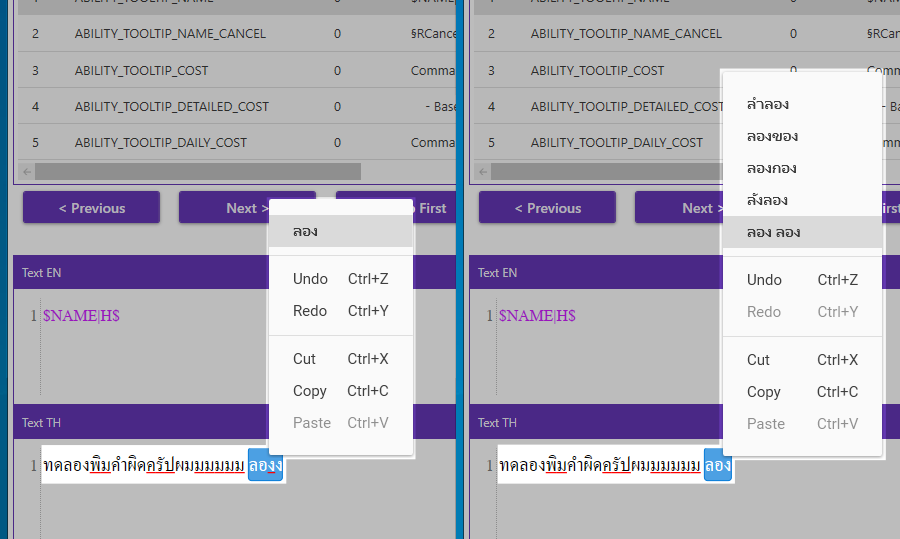 2 ABILITY_TOOLTIP_NAME_CANCEL 0 §RCance
3 ABILITY_TOOLTIP_COST 0 Comma
4 ABILITY_TOOLTIP_DETAILED_COST 0 - Base
5 ABILITY_TOOLTIP_DAILY_COST 0 Comma
< Previous
Next >
First
ลอง
Undo Ctrl+Z
Redo Ctrl+Y
Cut Ctrl+X
Copy Ctrl+C
Paste Ctrl+V
Text EN
1 $NAME|H$
Text TH
1 ทดลองพิมคำผิดครัปผมมมมมม ลองง
2 ABILITY_TOOLTIP_NAME_CANCEL 0 §RCance
3 ABILITY_TOOLTIP_COST 0
4 ABILITY_TOOLTIP_DETAILED_COST
5 ABILITY_TOOLTIP_DAILY_COST
< Previous
Next >
ลำลอง
ลองของ
ลองกอง
ลังลอง
ลอง ลอง
Undo Ctrl+Z
Redo Ctrl+Y
Cut Ctrl+X
Copy Ctrl+C
Paste Ctrl+V
Text EN
1 $NAME|H$
Text TH
1 ทดลองพิมคำผิดครัปผมมมมมม ลอง